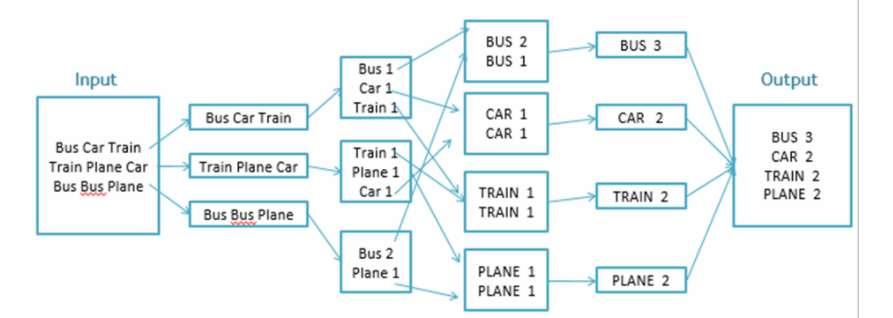 Input
Bus Car Train
Train Plane Car
Bus Bus Plane
Bus Car Train
Train Plane Car
Bus Bus Plane
Bus 1
Car 1
Train 1
Train 1
Plane 1
Car 1
Bus 2
Plane 1
BUS 2
BUS 1
CAR 1
CAR 1
TRAIN 1
TRAIN 1
PLANE 1
PLANE 1
BUS 3
CAR 2
TRAIN 2
PLANE 2
Output
BUS 3
CAR 2
TRAIN 2
PLANE 2